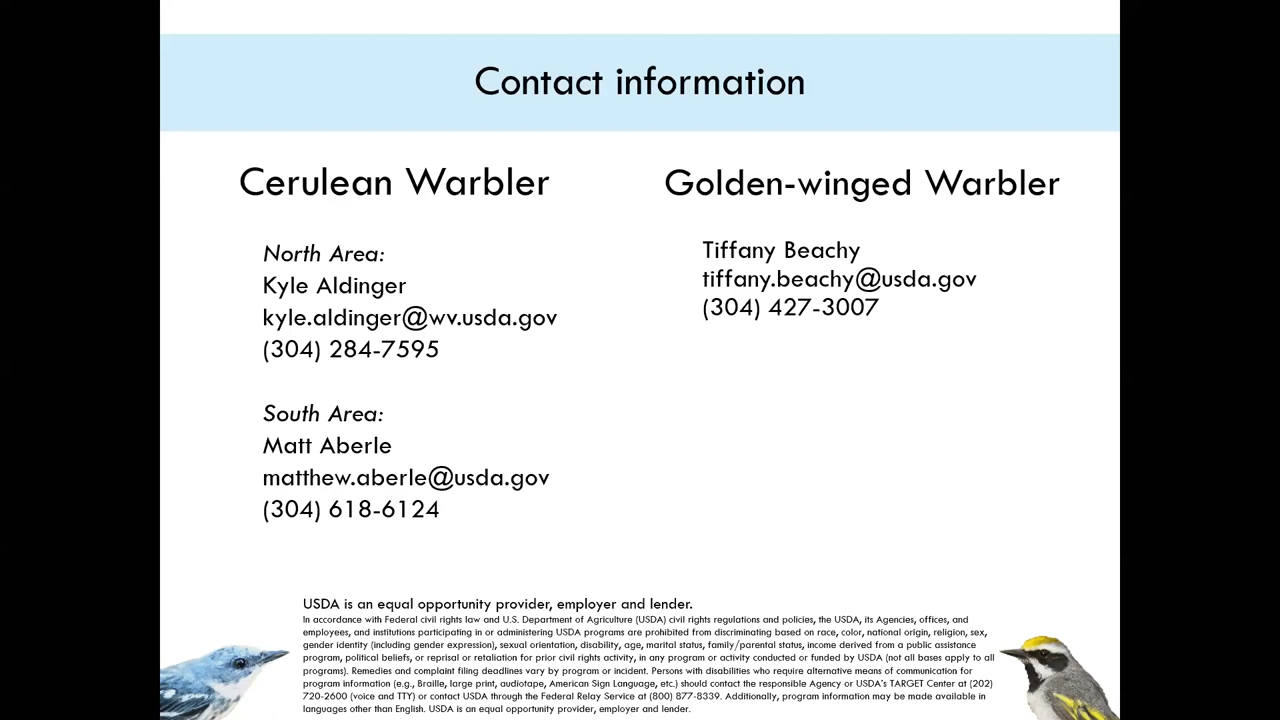 Contact information
Cerulean Warbler
North Area:
Kyle Aldinger
kyle.aldinger@wv.usda.gov
(304) 284-7595
South Area:
Matt Aberle
matthew.aberle@usda.gov
(304) 618-6124
Golden-winged Warbler
Tiffany Beachy
tiffany.beachy@usda.gov
(304) 427-3007
USDA is an equal opportunity provider, employer and lender.
In accordance with Federal civil rights law and U.S. Department of Agriculture (USDA) civil rights regulations and policies, the USDA, its Agencies, offices, and
employees, and institutions participating in or administering USDA programs are prohibited from discriminating based on race, color, national origin, religion, sex,
gender identity (including gender expression), sexual orientation, disability, age, marital status, family/parental status, income derived from a public assistance
program, political beliefs, or reprisal or retaliation for prior civil rights activity, in any program or activity conducted or funded by USDA (not all bases apply to all
programs). Remedies and complaint filing deadlines vary by program or incident. Persons with disabilities who require alternative means of communication for
program information (e.g., Braille, large print, audiotape, American Sign Language, etc.) should contact the responsible Agency or USDA's TARGET Center at (202)
720-2600 (voice and TTY) or contact USDA through the Federal Relay Service at (800) 877-8339. Additionally, program information may be made available in
languages other than English. USDA is an equal opportunity provider, employer and lender.